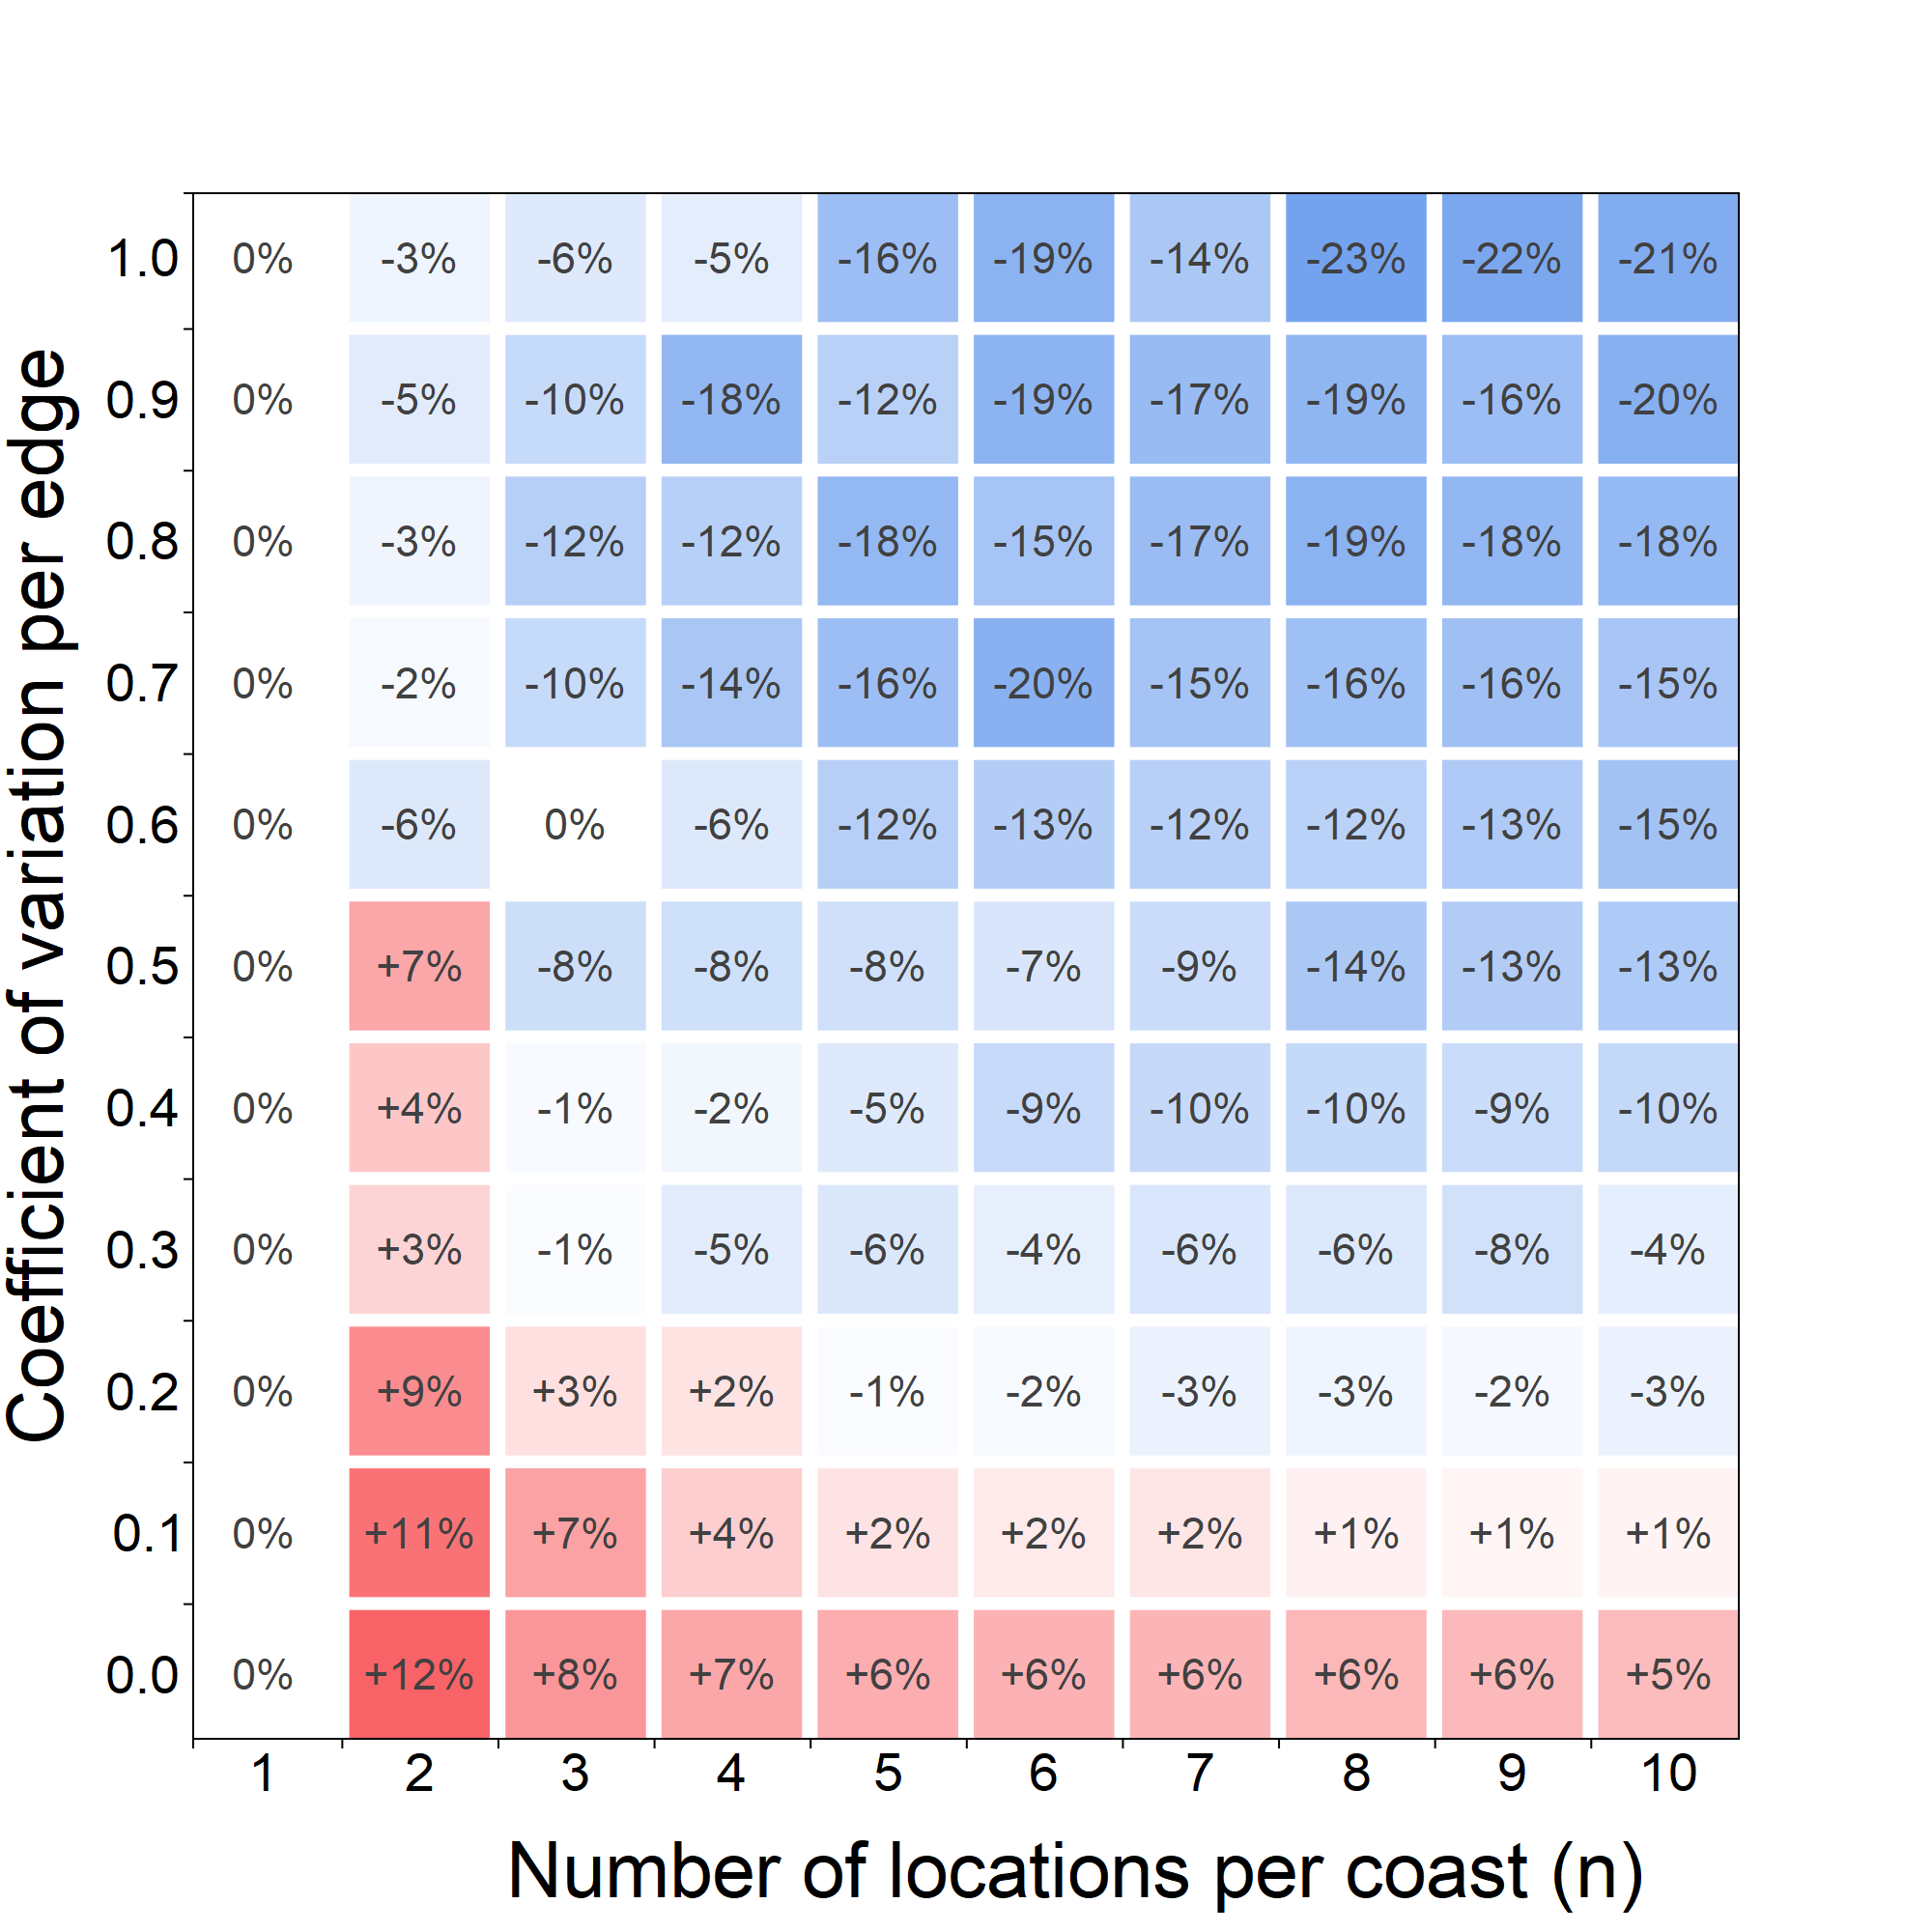 Coefficient of variation per edge
1.0 0% -3% -6% -5% -16% -19% -14% -23% -22% -21%
0.9 0% -5% -10% -18% -12% -19% -17% -19% -16% -20%
0.8 0% -3% -12% -12% -18% -15% -17% -19% -18% -18%
0.7 0% -2% -10% -14% -16% -20% -15% -16% -16% -15%
0.6 0% -6% 0% -6% -12% -13% -12% -12% -13% -15%
0.5 0% +7% -8% -8% -8% -7% -9% -14% -13% -13%
0.4 0% +4% -1% -2% -5% -9% -10% -10% -9% -10%
0.3 0% +3% -1% -5% -6% -4% -6% -6% -8% -4%
0.2 0% +9% +3% +2% -1% -2% -3% -3% -2% -3%
0.1 0% +11% +7% +4% +2% +2% +2% +1% +1% +1%
0.0 0% +12% +8% +7% +6% +6% +6% +6% +6% +5%
1 2 3 4 5 6 7 8 9 10
Number of locations per coast (n)